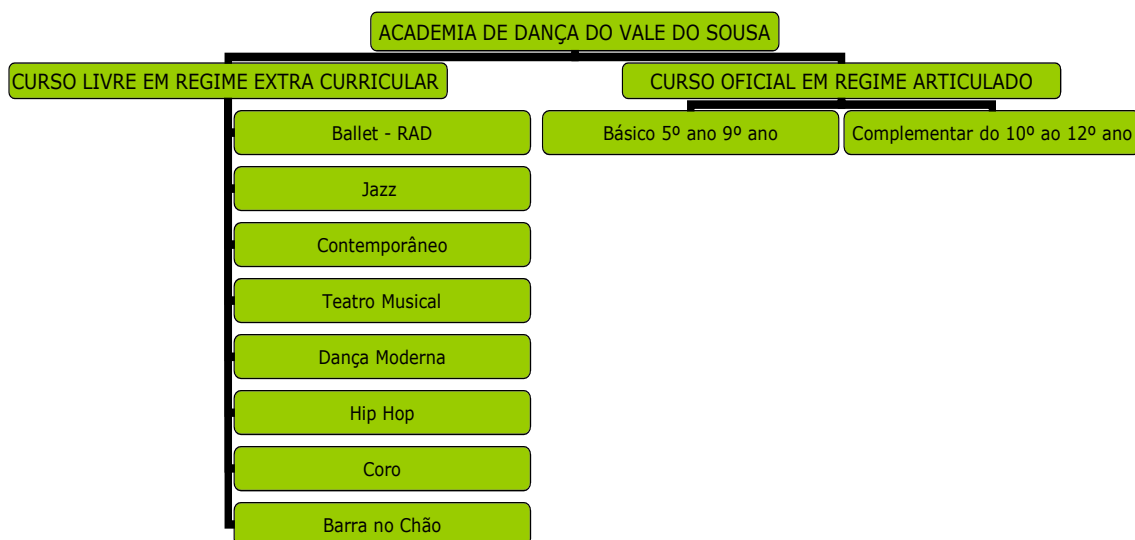 ACADEMIA DE DANÇA DO VALE DO SOUSA
CURSO LIVRE EM REGIME EXTRA CURRICULAR
Ballet - RAD
Jazz
Contemporâneo
Teatro Musical
Dança Moderna
Hip Hop
Coro
Barra no Chão
CURSO OFICIAL EM REGIME ARTICULADO
Básico 5º ano 9º ano
Complementar do 10º ao 12º ano